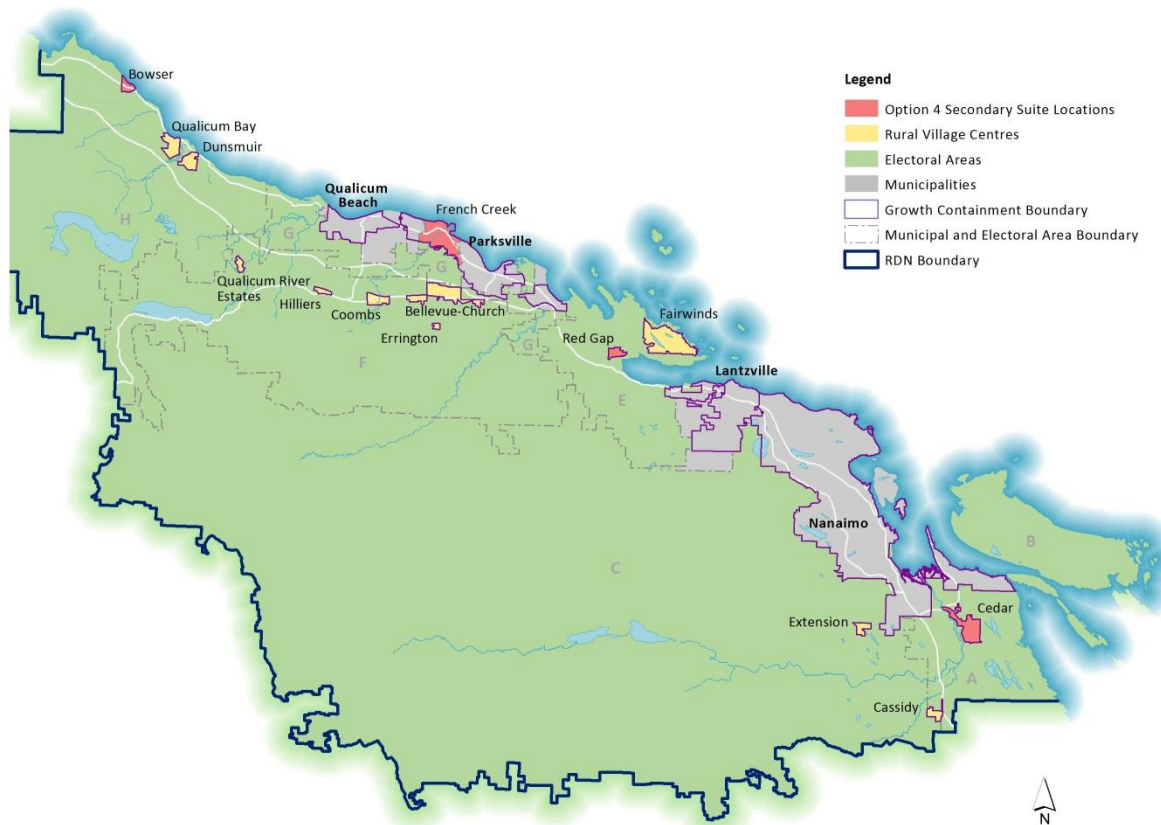 Bowser
Qualicum Bay
Dunsmuir
Qualicum
Beach
French Creek
Parksville
H
G
G
Qualicum River
Estates
Hilliers
Coombs
Bellevue-Church
Errington
F
G
Red Gap
Fairwinds
Lantzville
E
Nanaimo
B
C
Extension
Cedar
A
Cassidy
Legend
Option 4 Secondary Suite Locations
Rural Village Centres
Electoral Areas
Municipalities
Growth Containment Boundary
Municipal and Electoral Area Boundary
RDN Boundary
N